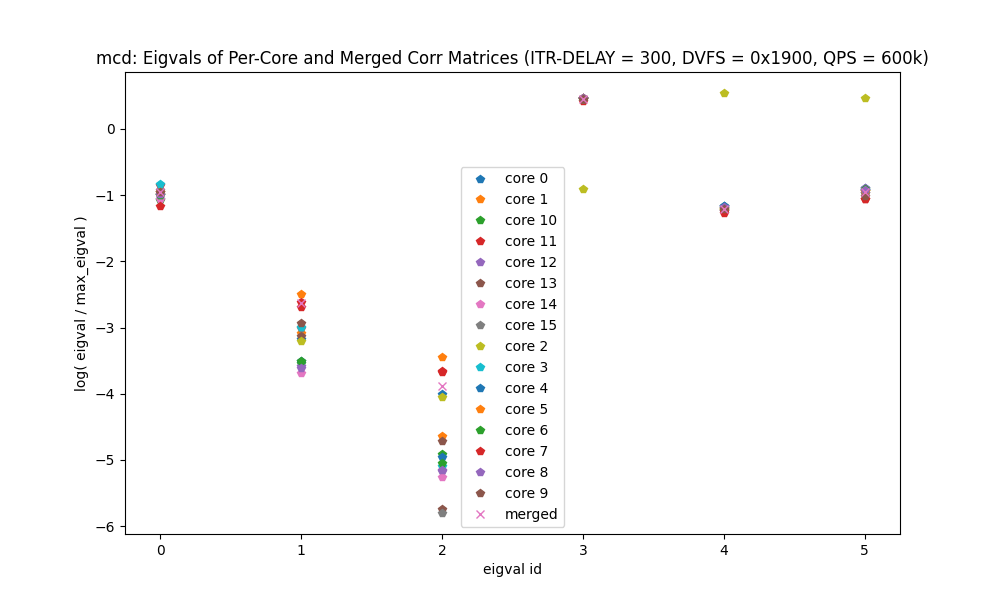 mcd: Eigvals of Per-Core and Merged Corr Matrices (ITR-DELAY = 300, DVFS = 0x1900, QPS = 600k)
log( eigval / max_eigval )
0
−1
−2
−3
−4
−5
−6
core 0
core 1
core 10
core 11
core 12
core 13
core 14
core 15
core 2
core 3
core 4
core 5
core 6
core 7
core 8
core 9
merged
0 1 2 3 4 5
eigval id